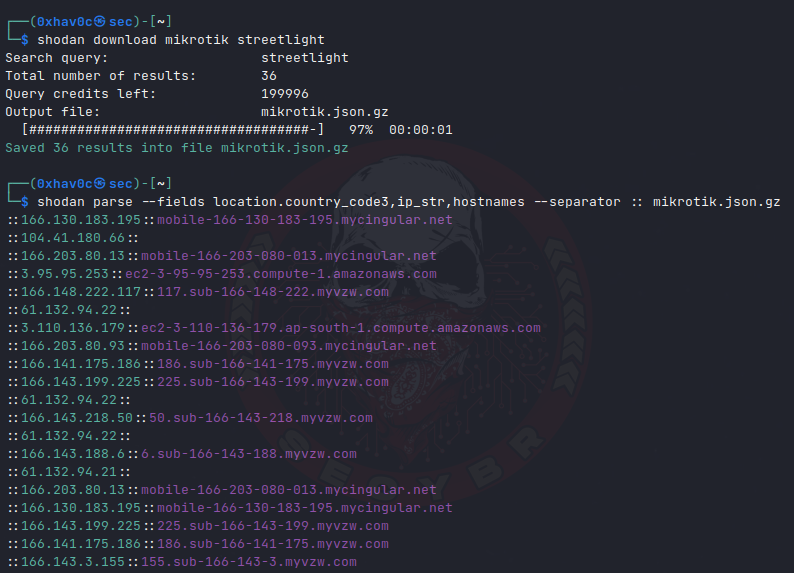 ┌──(0xhav0c㉿sec)-[~]
└─$ shodan download mikrotik streetlight
Search query: streetlight
Total number of results: 36
Query credits left: 199996
Output file: mikrotik.json.gz
[###################################-] 97% 00:00:01
Saved 36 results into file mikrotik.json.gz
┌──(0xhav0c㉿sec)-[~]
└─$ shodan parse --fields location.country_code3,ip_str,hostnames --separator :: mikrotik.json.gz
::166.130.183.195::mobile-166-130-183-195.mycingular.net
::104.41.180.66::
::166.203.80.13::mobile-166-203-080-013.mycingular.net
::3.95.95.253::ec2-3-95-95-253.compute-1.amazonaws.com
::166.148.222.117::117.sub-166-148-222.myvzw.com
::61.132.94.22::
::3.110.136.179::ec2-3-110-136-179.ap-south-1.compute.amazonaws.com
::166.203.80.93::mobile-166-203-080-093.mycingular.net
::166.141.175.186::186.sub-166-141-175.myvzw.com
::166.143.199.225::225.sub-166-143-199.myvzw.com
::61.132.94.22::
::166.143.218.50::50.sub-166-143-218.myvzw.com
::61.132.94.22::
::166.143.188.6::6.sub-166-143-188.myvzw.com
::61.132.94.21::
::166.203.80.13::mobile-166-203-080-013.mycingular.net
::166.130.183.195::mobile-166-130-183-195.mycingular.net
::166.143.199.225::225.sub-166-143-199.myvzw.com
::166.141.175.186::186.sub-166-141-175.myvzw.com
::166.143.3.155::155.sub-166-143-3.myvzw.com